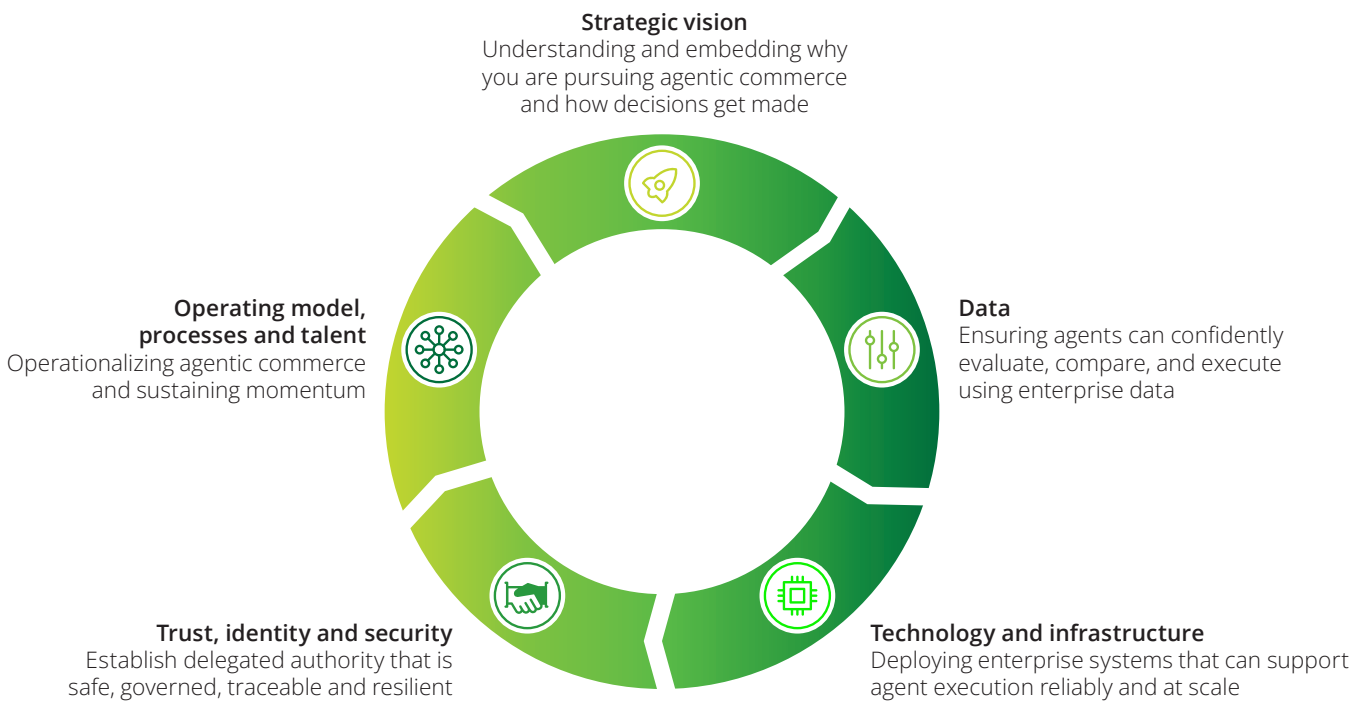 Strategic vision
Understanding and embedding why
you are pursuing agentic commerce
and how decisions get made
Data
Ensuring agents can confidently
evaluate, compare, and execute
using enterprise data
Technology and infrastructure
Deploying enterprise systems that can support
agent execution reliably and at scale
Trust, identity and security
Establish delegated authority that is
safe, governed, traceable and resilient
Operating model,
processes and talent
Operationalizing agentic commerce
and sustaining momentum